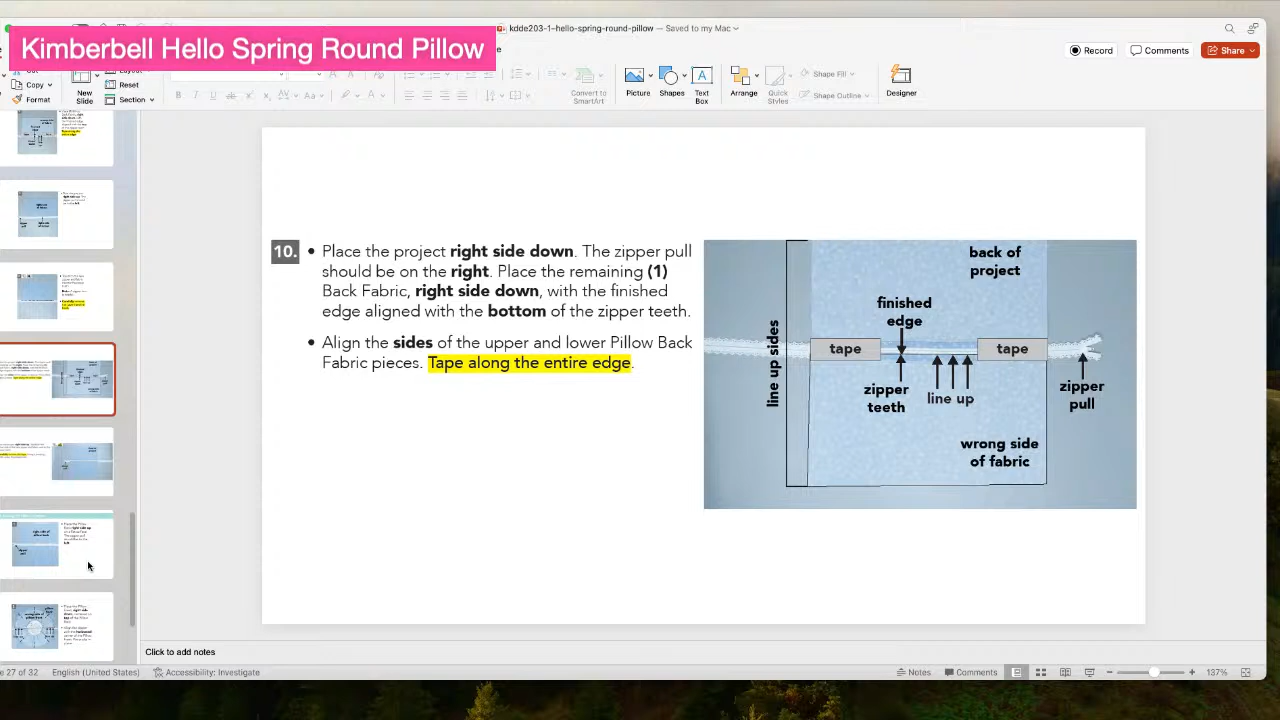 kdde203-1-hello-spring-round-pillow — Saved to my Mac
Kimberbell Hello Spring Round Pillow
Record
Comments
Share
Cut
Layout
Copy
Reset
Format
New
Slide
Section
Convert to
SmartArt
Picture
Shapes
Text
Box
Arrange
Quick
Styles
Shape Fill
Shape Outline
Designer
10.
• Place the project right side down. The zipper pull
should be on the right. Place the remaining (1)
Back Fabric, right side down, with the finished
edge aligned with the bottom of the zipper teeth.
• Align the sides of the upper and lower Pillow Back
Fabric pieces. Tape along the entire edge.
back of
project
finished
edge
line up sides
tape
tape
zipper
teeth
line up
zipper
pull
wrong side
of fabric
Click to add notes
27 of 32
English (United States)
Accessibility: Investigate
Notes
Comments
137%